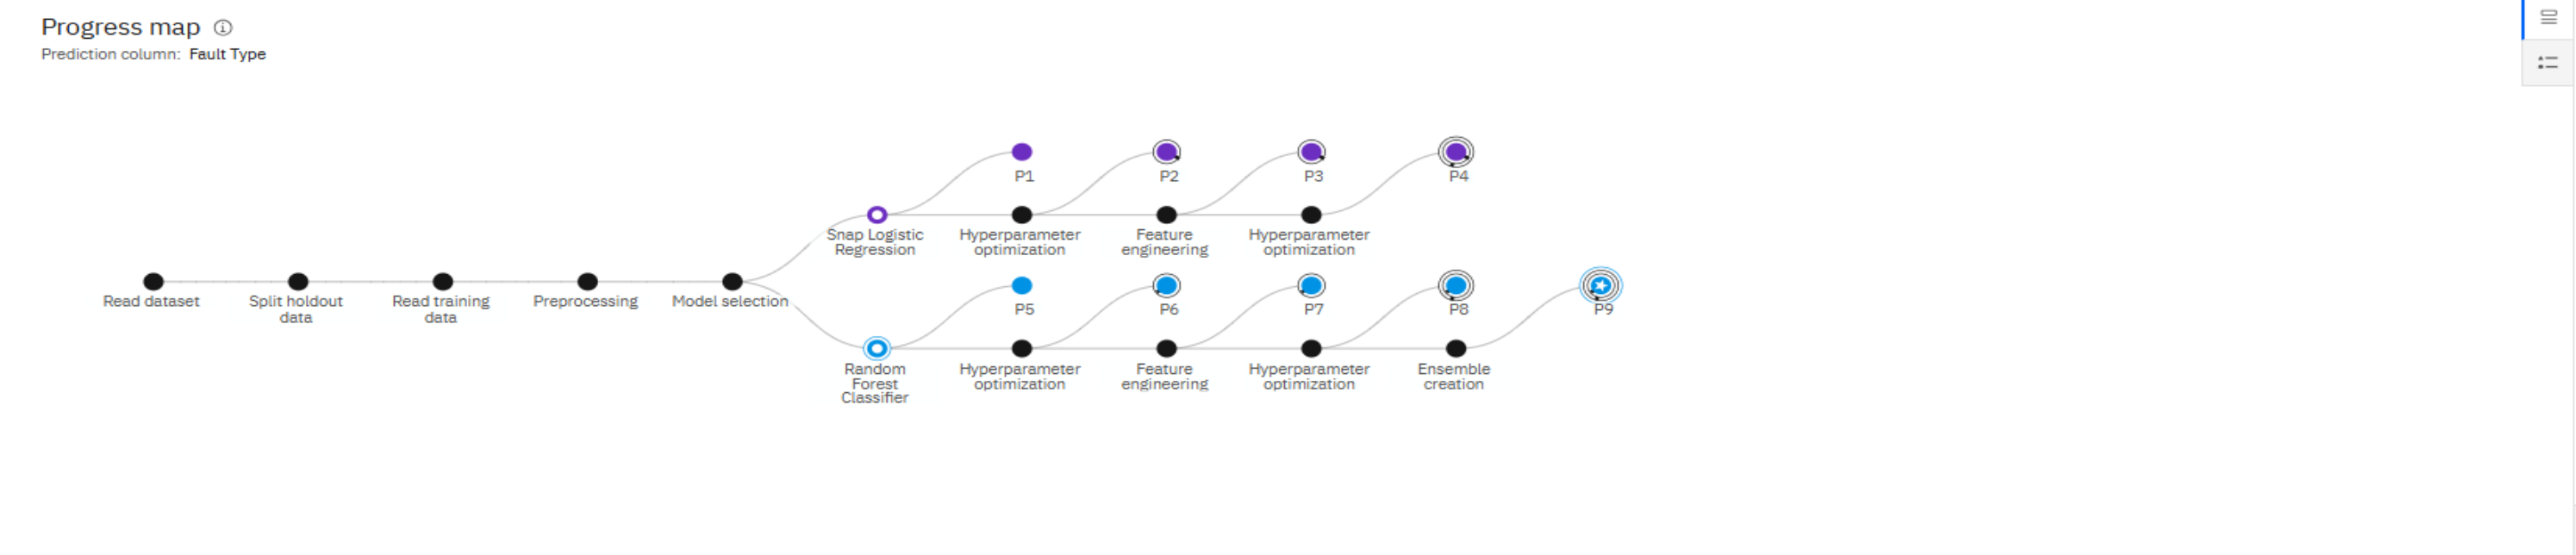 Progress map
Prediction column: Fault Type
P1
P2
P3
P4
Snap Logistic
Regression
Hyperparameter
optimization
Feature
engineering
Hyperparameter
optimization
Read dataset
Split holdout
data
Read training
data
Preprocessing
Model selection
P5
P6
P7
P8
P9
Random
Forest
Classifier
Hyperparameter
optimization
Feature
engineering
Hyperparameter
optimization
Ensemble
creation